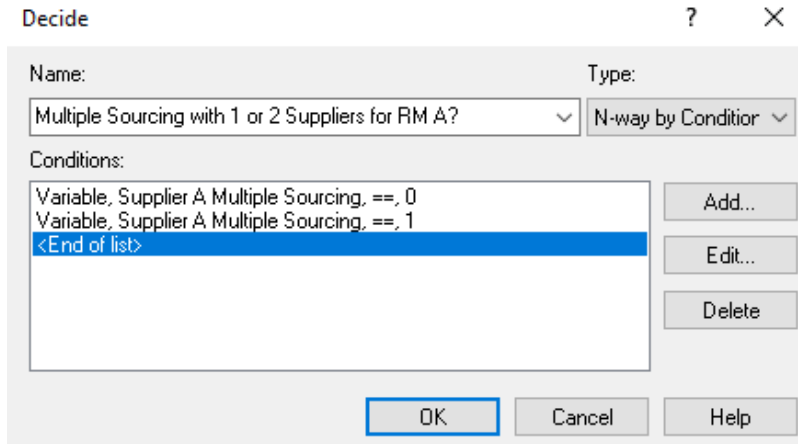 Decide ? ×
Name: Type:
Multiple Sourcing with 1 or 2 Suppliers for RM A? N-way by Condition
Conditions:
Variable, Supplier A Multiple Sourcing, ==, 0
Variable, Supplier A Multiple Sourcing, ==, 1
<End of list>
Add...
Edit...
Delete
OK Cancel Help